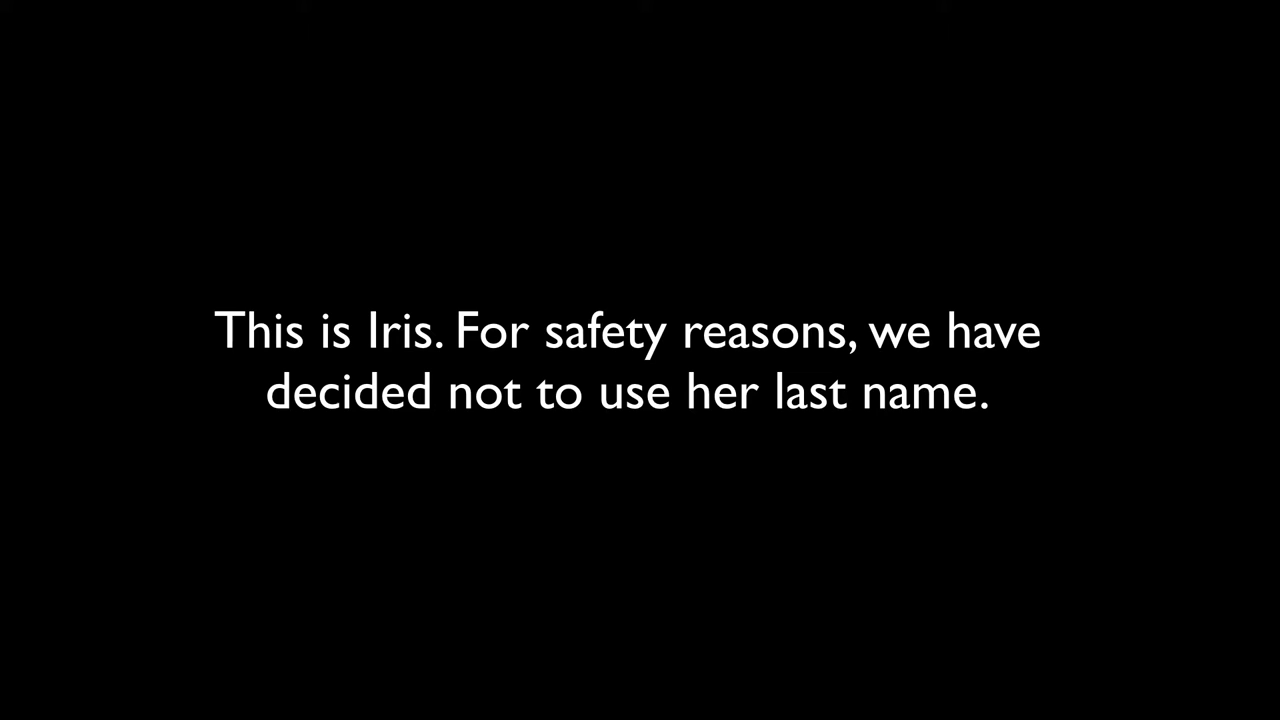 This is Iris. For safety reasons, we have
decided not to use her last name.